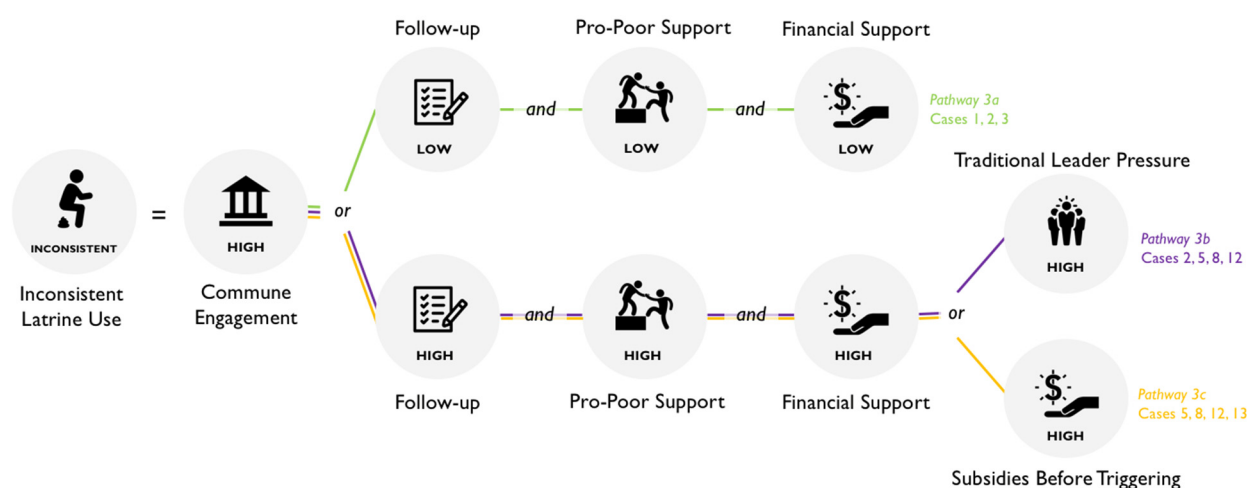 Follow-up
Pro-Poor Support
Financial Support
LOW
and
LOW
and
LOW
Pathway 3a
Cases 1, 2, 3
INCONSISTENT
=
HIGH
or
Inconsistent
Latrine Use
Commune
Engagement
Traditional Leader Pressure
HIGH
Pathway 3b
Cases 2, 5, 8, 12
HIGH
and
HIGH
and
HIGH
or
Follow-up
Pro-Poor Support
Financial Support
$
$
$
HIGH
Pathway 3c
Cases 5, 8, 12, 13
Subsidies Before Triggering